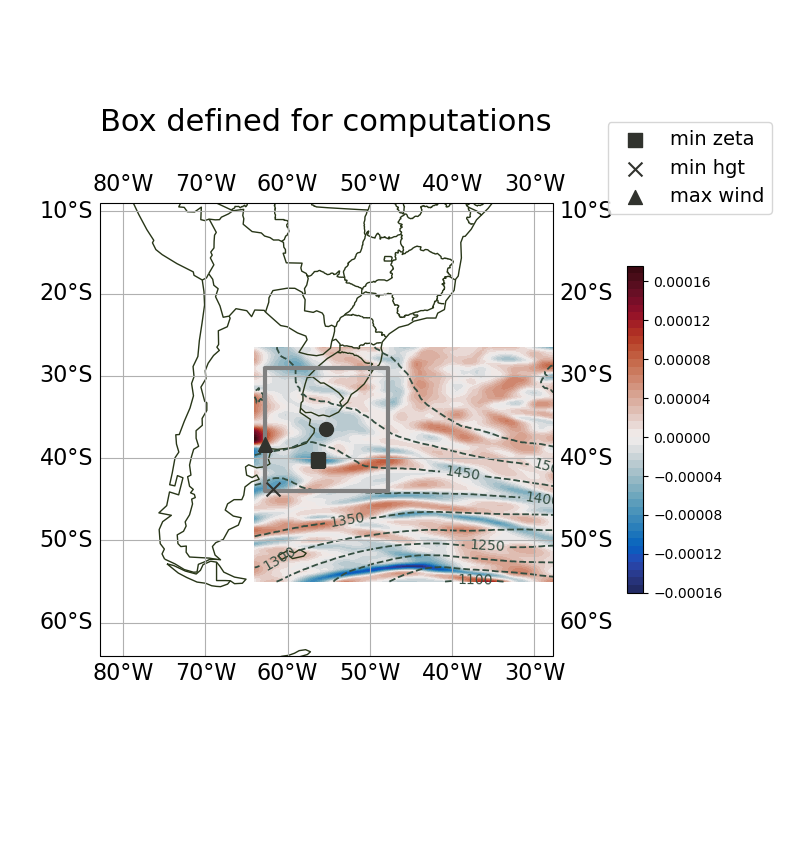 Box defined for computations
min zeta
min hgt
max wind
80°W 70°W 60°W 50°W 40°W 30°W
10°S 10°S
20°S 20°S
30°S 30°S
40°S 40°S
50°S 50°S
60°S 60°S
80°W 70°W 60°W 50°W 40°W 30°W
1450
1350
1300
1250
1100
0.00016
0.00012
0.00008
0.00004
0.00000
−0.00004
−0.00008
−0.00012
−0.00016